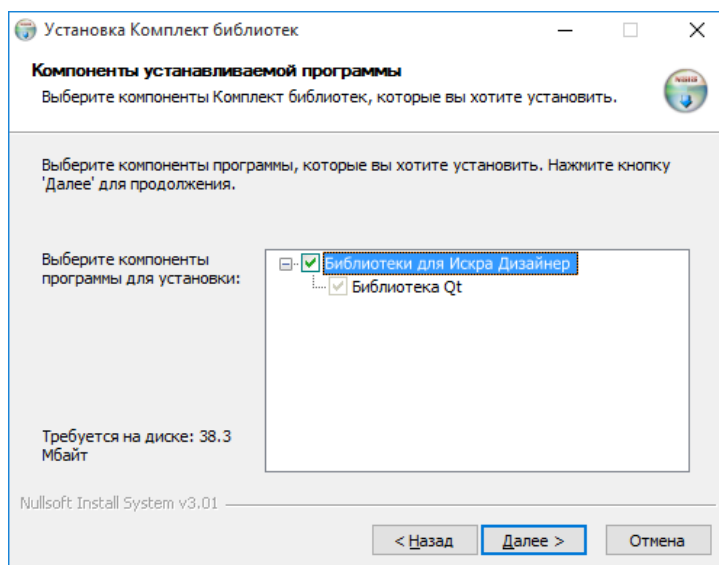 Установка Комплект библиотек
Компоненты устанавливаемой программы
Выберите компоненты Комплект библиотек, которые вы хотите установить.
Выберите компоненты программы, которые вы хотите установить. Нажмите кнопку
'Далее' для продолжения.
Выберите компоненты
программы для установки:
Библиотеки для Искра Дизайнер
Библиотека Qt
Требуется на диске: 38.3
Мбайт
Nullsoft Install System v3.01
< Назад
Далее >
Отмена